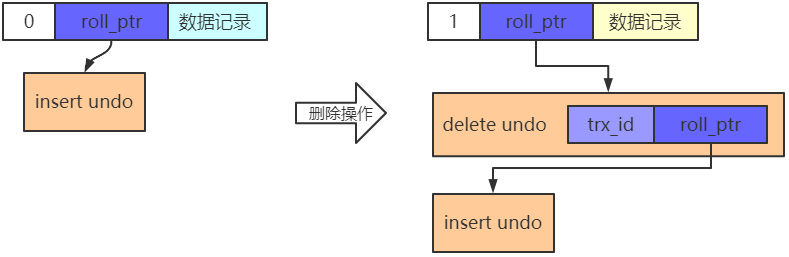 0 roll_ptr 数据记录
insert undo
删除操作
1 roll_ptr 数据记录
delete undo trx_id roll_ptr
insert undo